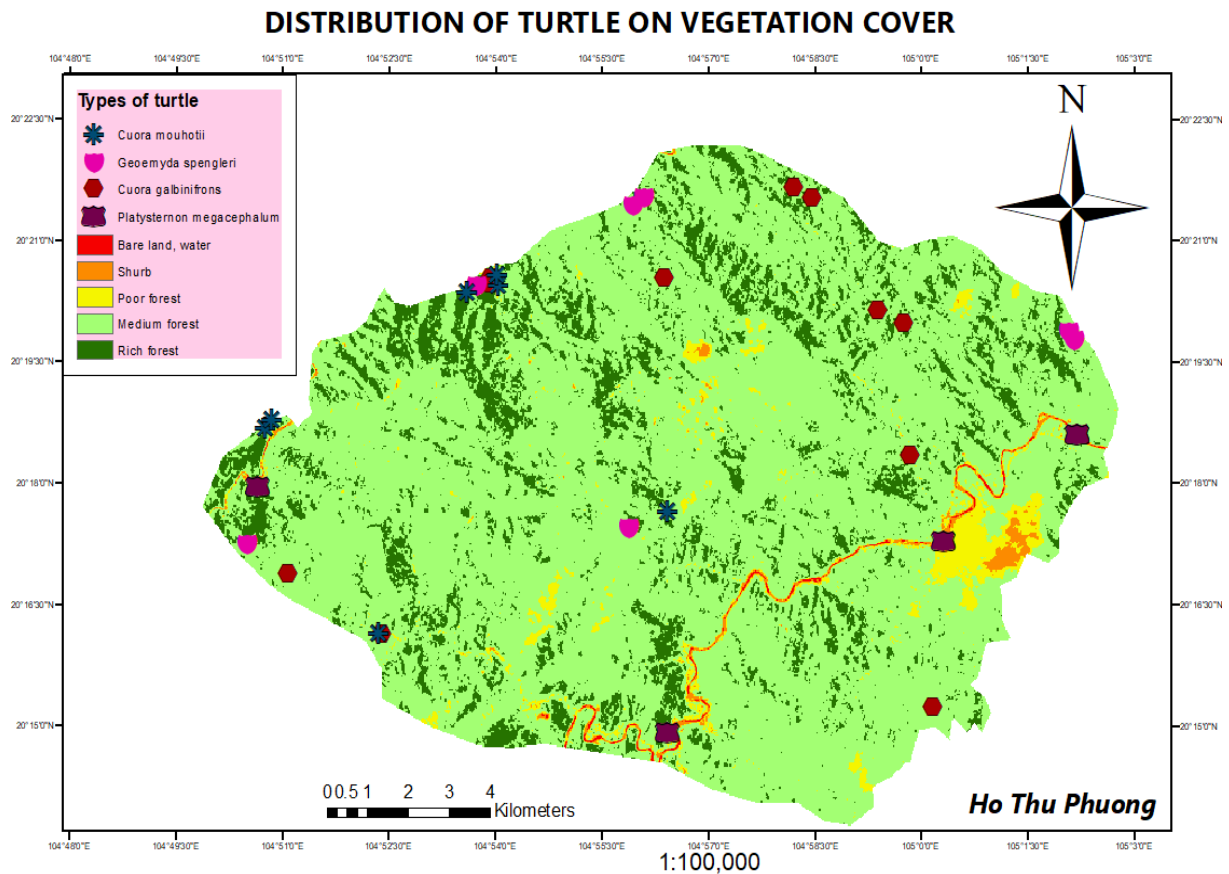 DISTRIBUTION OF TURTLE ON VEGETATION COVER
104°48'0"E 104°49'30"E 104°51'0"E 104°52'30"E 104°54'0"E 104°55'30"E 104°57'0"E 104°58'30"E 105°0'0"E 105°1'30"E 105°3'0"E
Types of turtle
Cuora mouhotii
Geoemyda spengleri
Cuora galbinifrons
Platysternon megacephalum
Bare land, water
Shurb
Poor forest
Medium forest
Rich forest
N
20°22'30"N 20°22'30"N
20°21'0"N 20°21'0"N
20°19'30"N 20°19'30"N
20°18'0"N 20°18'0"N
20°16'30"N 20°16'30"N
20°15'0"N 20°15'0"N
0 0.5 1 2 3 4
Kilometers
Ho Thu Phuong
104°48'0"E 104°49'30"E 104°51'0"E 104°52'30"E 104°54'0"E 104°55'30"E 104°57'0"E 104°58'30"E 105°0'0"E 105°1'30"E 105°3'0"E
1:100,000